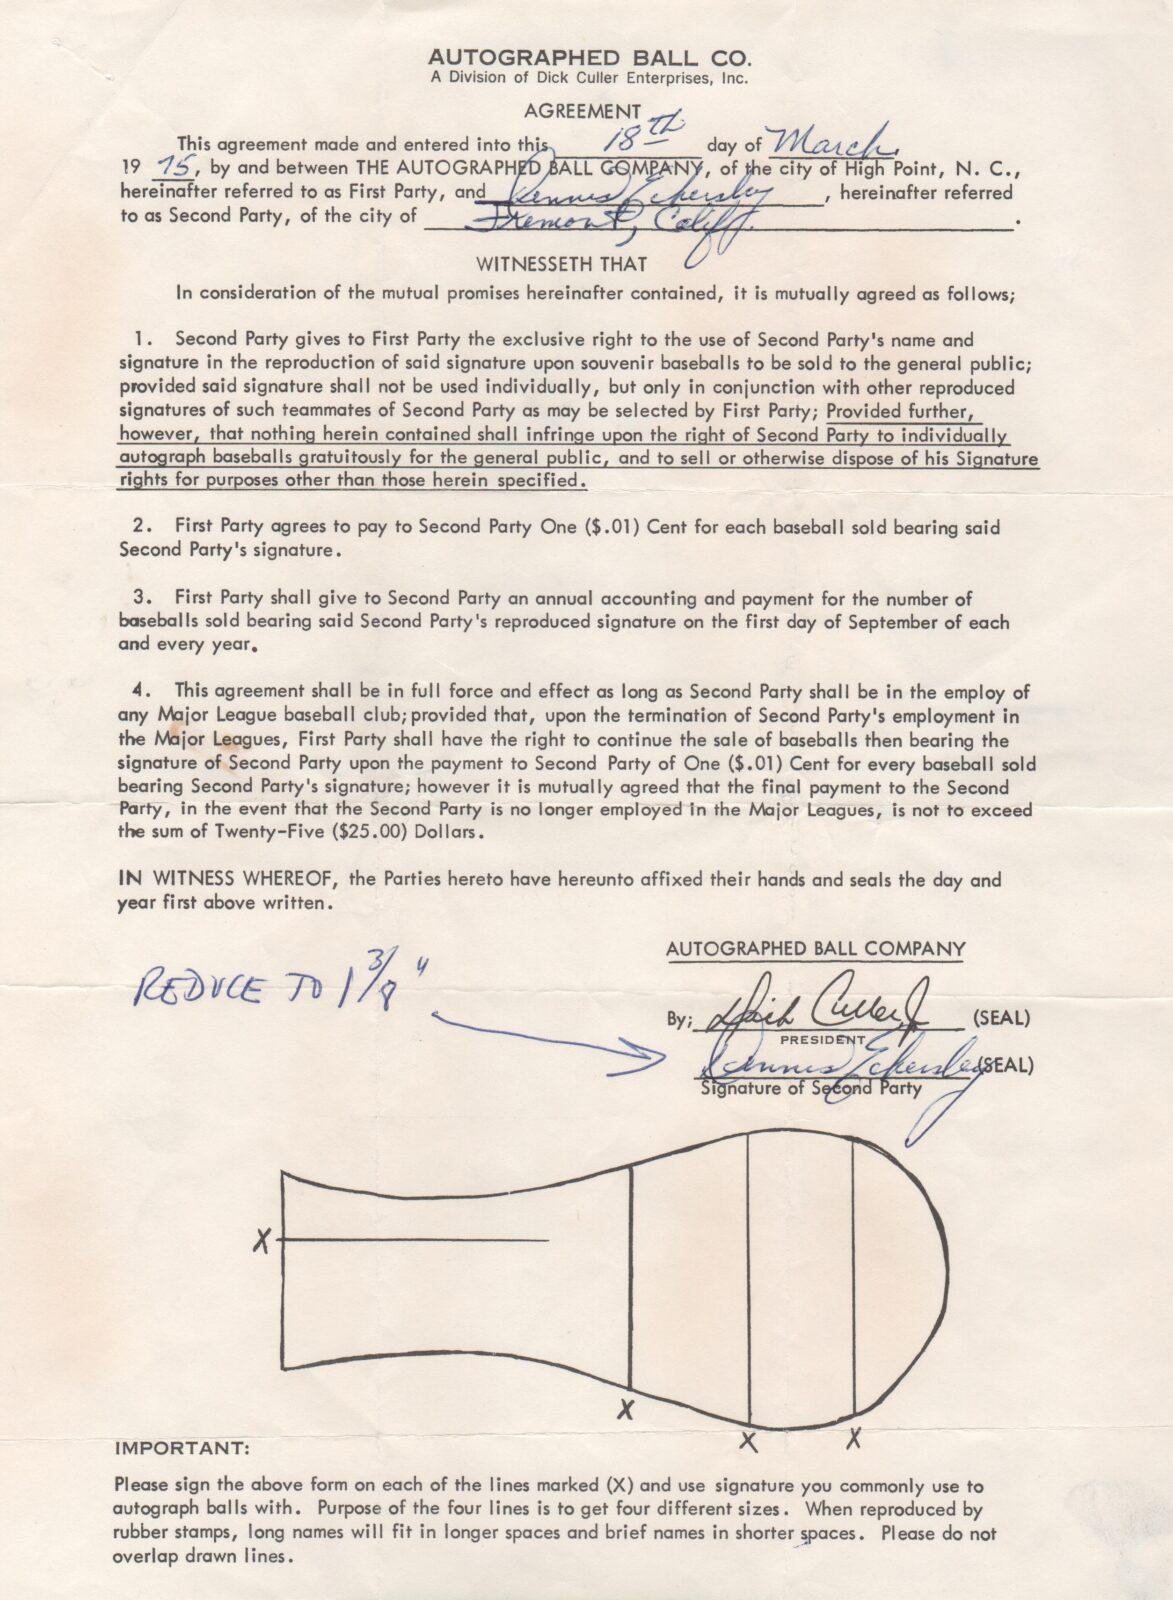 AUTOGRAPHED BALL CO.
A Division of Dick Culler Enterprises, Inc.
AGREEMENT
This agreement made and entered into this 18th day of March
19 75, by and between THE AUTOGRAPHED BALL COMPANY, of the city of High Point, N. C.,
hereinafter referred to as First Party, and Dennis Eckersley, hereinafter referred
to as Second Party, of the city of Fremont, Calif.
WITNESSETH THAT
In consideration of the mutual promises hereinafter contained, it is mutually agreed as follows;
1. Second Party gives to First Party the exclusive right to the use of Second Party's name and
signature in the reproduction of said signature upon souvenir baseballs to be sold to the general public;
provided said signature shall not be used individually, but only in conjunction with other reproduced
signatures of such teammates of Second Party as may be selected by First Party; Provided further,
however, that nothing herein contained shall infringe upon the right of Second Party to individually
autograph baseballs gratuitously for the general public, and to sell or otherwise dispose of his Signature
rights for purposes other than those herein specified.
2. First Party agrees to pay to Second Party One ($.01) Cent for each baseball sold bearing said
Second Party's signature.
3. First Party shall give to Second Party an annual accounting and payment for the number of
baseballs sold bearing said Second Party's reproduced signature on the first day of September of each
and every year.
4. This agreement shall be in full force and effect as long as Second Party shall be in the employ of
any Major League baseball club; provided that, upon the termination of Second Party's employment in
the Major Leagues, First Party shall have the right to continue the sale of baseballs then bearing the
signature of Second Party upon the payment to Second Party of One ($.01) Cent for every baseball sold
bearing Second Party's signature; however it is mutually agreed that the final payment to the Second
Party, in the event that the Second Party is no longer employed in the Major Leagues, is not to exceed
the sum of Twenty-Five ($25.00) Dollars.
IN WITNESS WHEREOF, the Parties hereto have hereunto affixed their hands and seals the day and
year first above written.
AUTOGRAPHED BALL COMPANY
REDUCE TO 1 3/8"
By; Dick Culler Jr (SEAL)
PRESIDENT
Dennis Eckersley (SEAL)
Signature of Second Party
X
X
X
X
IMPORTANT:
Please sign the above form on each of the lines marked (X) and use signature you commonly use to
autograph balls with. Purpose of the four lines is to get four different sizes. When reproduced by
rubber stamps, long names will fit in longer spaces and brief names in shorter spaces. Please do not
overlap drawn lines.